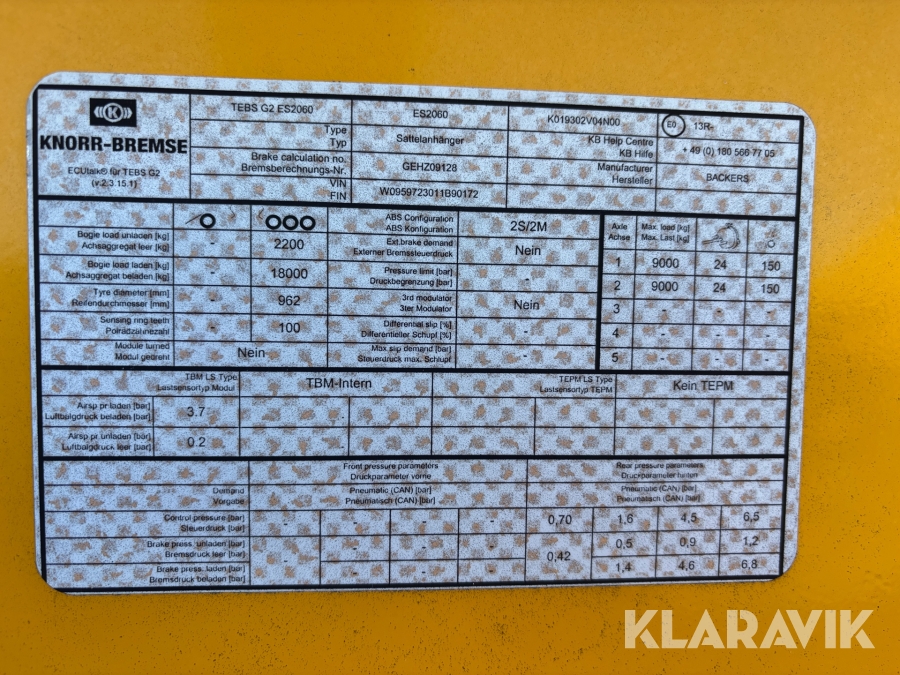 KNORR-BREMSE
ECUtalk® für TEBS G2
(v.2.3.15.1)
TEBS G2 ES2060 ES2060 K019302V04N00 E0 13R-
Type
Typ Sattelanhänger KB Help Centre
KB Hilfe + 49 (0) 180 566 77 05
Brake calculation no.
Bremsberechnungs-Nr. GEHZ09128 Manufacturer
Hersteller BACKERS
VIN
FIN W0959723011B90172
Bogie load unladen [kg]
Achsaggregat leer [kg] - 2200
Bogie load laden [kg]
Achsaggregat beladen [kg] - 18000
Tyre diameter [mm]
Reifendurchmesser [mm] - 962
Sensing ring teeth
Polradzähnezahl - 100
Module turned
Modul gedreht Nein
ABS Configuration
ABS Konfiguration 2S/2M
Ext.brake demand
Externer Bremssteuerdruck Nein
Pressure limit [bar]
Druckbegrenzung [bar] -
3rd modulator
3ter Modulator Nein
Differential slip [%]
Differentieller Schupf [%] - -
Max slip demand [bar]
Steuerdruck max. Schlupf - -
Axle
Achse Max. load [kg]
Max. Last [kg]
1 9000 24 150
2 9000 24 150
3 - - -
4 - - -
5 - - -
TBM LS Type
Lastsensortyp Modul TBM-Intern TEPM LS Type
Lastsensortyp TEPM Kein TEPM
Airsp pr laden [bar]
Luftbalgdruck beladen [bar] 3.7 - - - - - -
Airsp pr unladen [bar]
Luftbalgdruck leer [bar] 0.2 - - - - - -
Front pressure parameters
Druckparameter vorne Rear pressure parameters
Druckparameter hinten
Demand
Vorgabe Pneumatic (CAN) [bar]
Pneumatisch (CAN) [bar] Pneumatic (CAN) [bar]
Pneumatisch (CAN) [bar]
Control pressure [bar]
Steuerdruck [bar] - - - - 0,70 1,6 4,5 6,5
Brake press. unladen [bar]
Bremsdruck leer [bar] - - - - 0,42 0,5 0,9 1,2
Brake press. laden [bar]
Bremsdruck beladen [bar] - - - 1,4 4,6 6,8
KLARAVIK